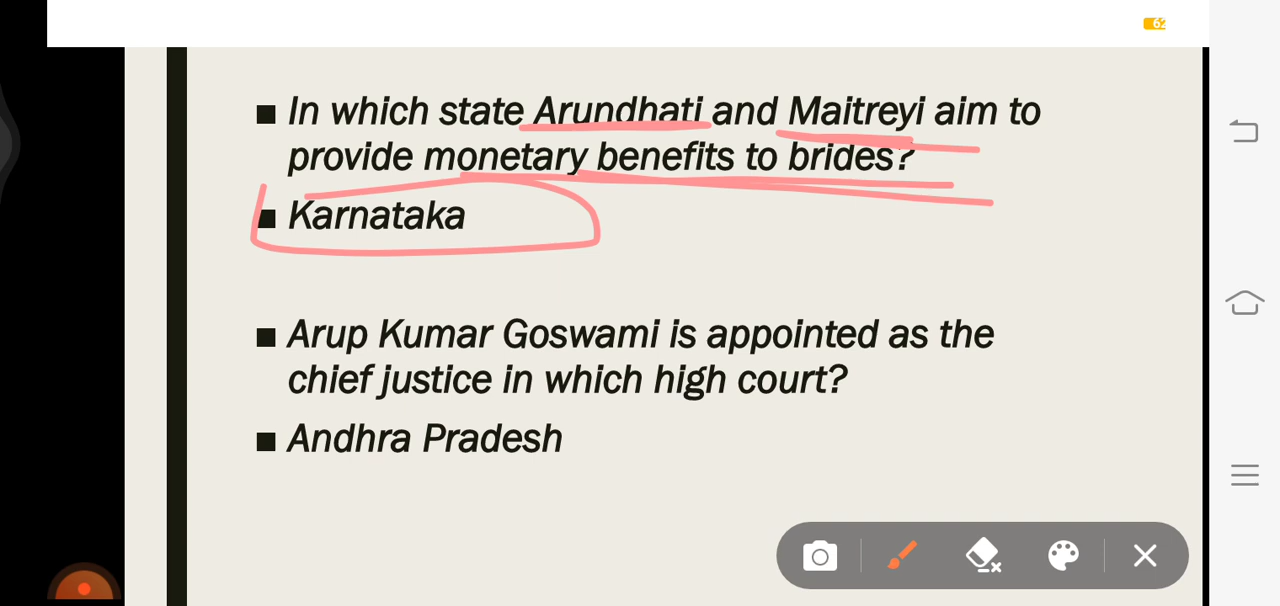 62
In which state Arundhati and Maitreyi aim to
provide monetary benefits to brides?
Karnataka
Arup Kumar Goswami is appointed as the
chief justice in which high court?
Andhra Pradesh